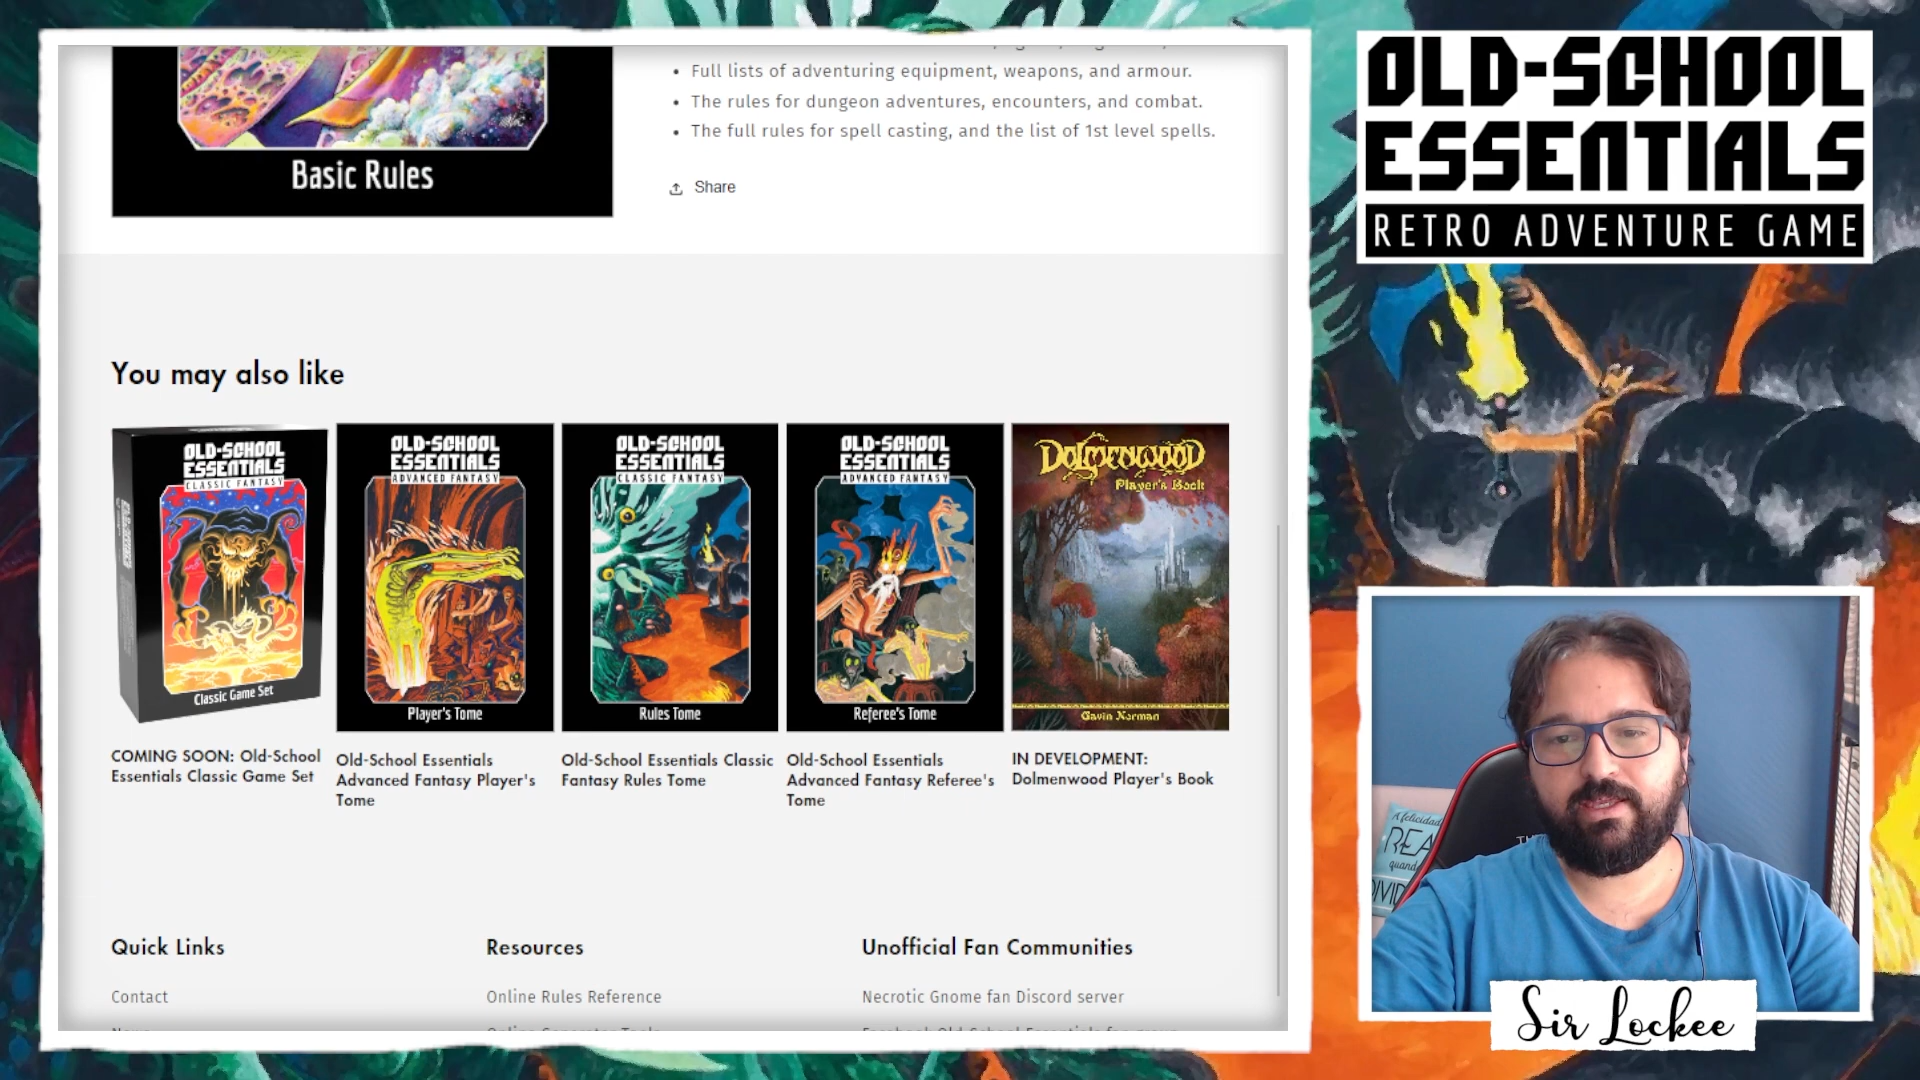 Full lists of adventuring equipment, weapons, and armour.
The rules for dungeon adventures, encounters, and combat.
The full rules for spell casting, and the list of 1st level spells.
Share
Basic Rules
You may also like
OLD-SCHOOL
ESSENTIALS
CLASSIC FANTASY
Classic Game Set
OLD-SCHOOL
ESSENTIALS
ADVANCED FANTASY
Player's Tome
OLD-SCHOOL
ESSENTIALS
CLASSIC FANTASY
Rules Tome
OLD-SCHOOL
ESSENTIALS
ADVANCED FANTASY
Referee's Tome
DOLMENWOOD
Player's Book
Gavin Norman
COMING SOON: Old-School
Essentials Classic Game Set
Old-School Essentials
Advanced Fantasy Player's
Tome
Old-School Essentials Classic
Fantasy Rules Tome
Old-School Essentials
Advanced Fantasy Referee's
Tome
IN DEVELOPMENT:
Dolmenwood Player's Book
Quick Links
Contact
Resources
Online Rules Reference
Unofficial Fan Communities
Necrotic Gnome fan Discord server
OLD-SCHOOL
ESSENTIALS
RETRO ADVENTURE GAME
A felicidad
REA
quand
Sir Lockee